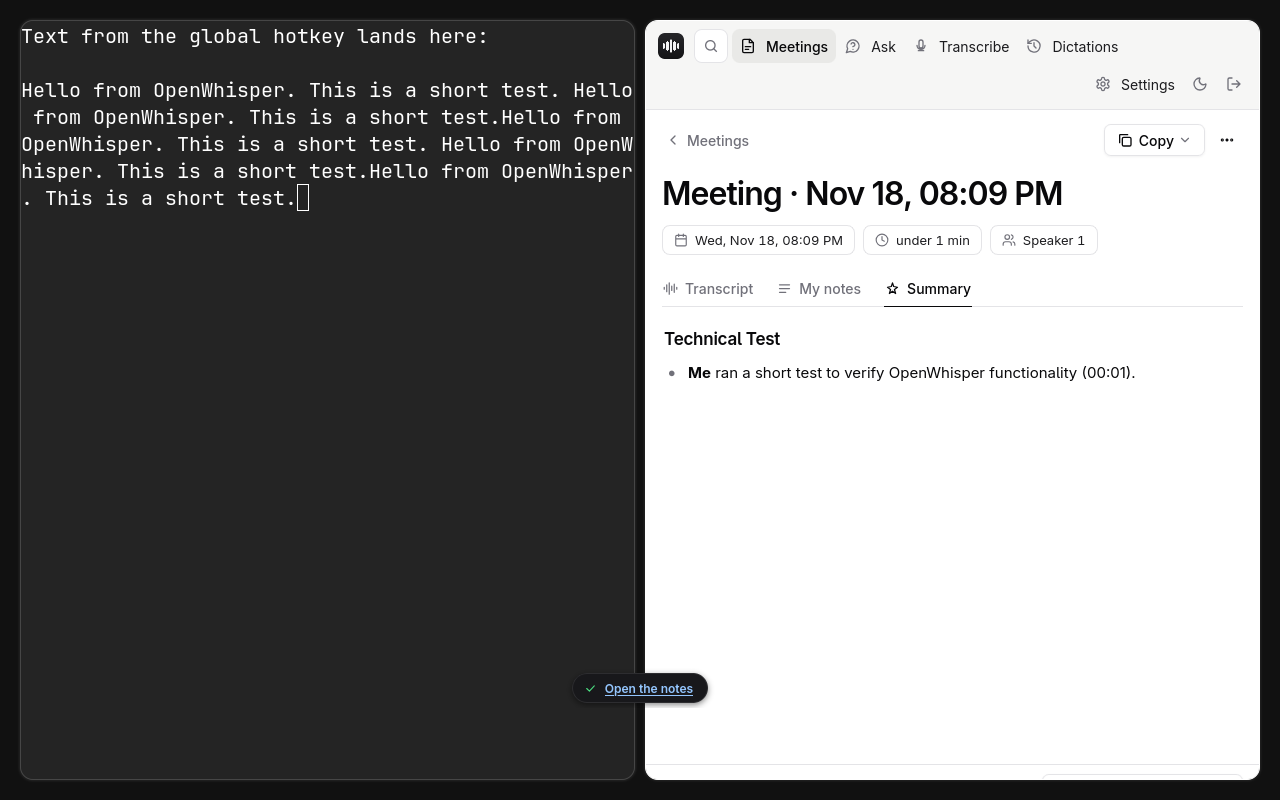 Text from the global hotkey lands here:
Hello from OpenWhisper. This is a short test. Hello
from OpenWhisper. This is a short test.Hello from
OpenWhisper. This is a short test. Hello from OpenW
hisper. This is a short test.Hello from OpenWhisper
. This is a short test.
Meetings
Ask
Transcribe
Dictations
Settings
Meetings
Copy
Meeting · Nov 18, 08:09 PM
Wed, Nov 18, 08:09 PM
under 1 min
Speaker 1
Transcript
My notes
Summary
Technical Test
• Me ran a short test to verify OpenWhisper functionality (00:01).
Open the notes